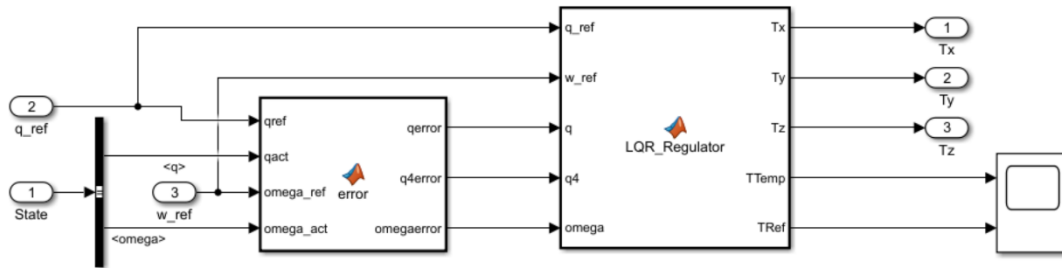 q_ref
Tx
1
Tx
w_ref
Ty
2
Ty
2
q_ref
qref
qerror
q
Tz
3
Tz
LQR_Regulator
<q>
qact
q4error
q4
TTemp
error
1
State
3
w_ref
omega_ref
<omega>
omega_act
omegaerror
omega
TRef